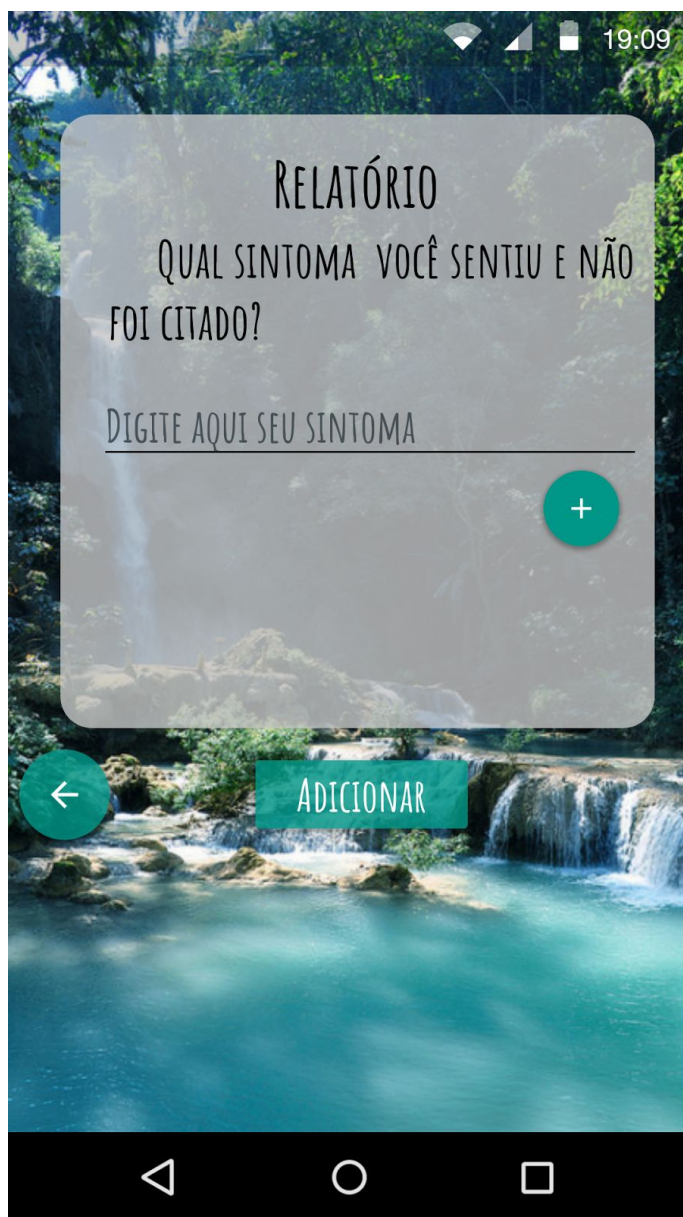 19:09
Relatório
Qual sintoma você sentiu e não
foi citado?
Digite aqui seu sintoma
+
Adicionar